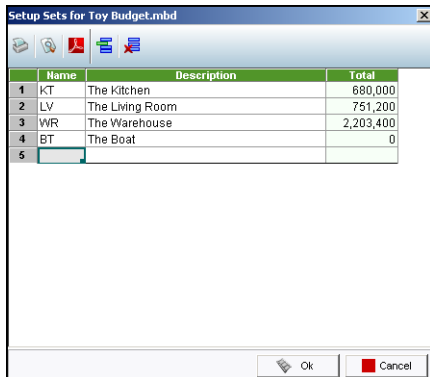 Setup Sets for Toy Budget.mbd
Name Description Total
1 KT The Kitchen 680,000
2 LV The Living Room 751,200
3 WR The Warehouse 2,203,400
4 BT The Boat 0
5
Ok Cancel